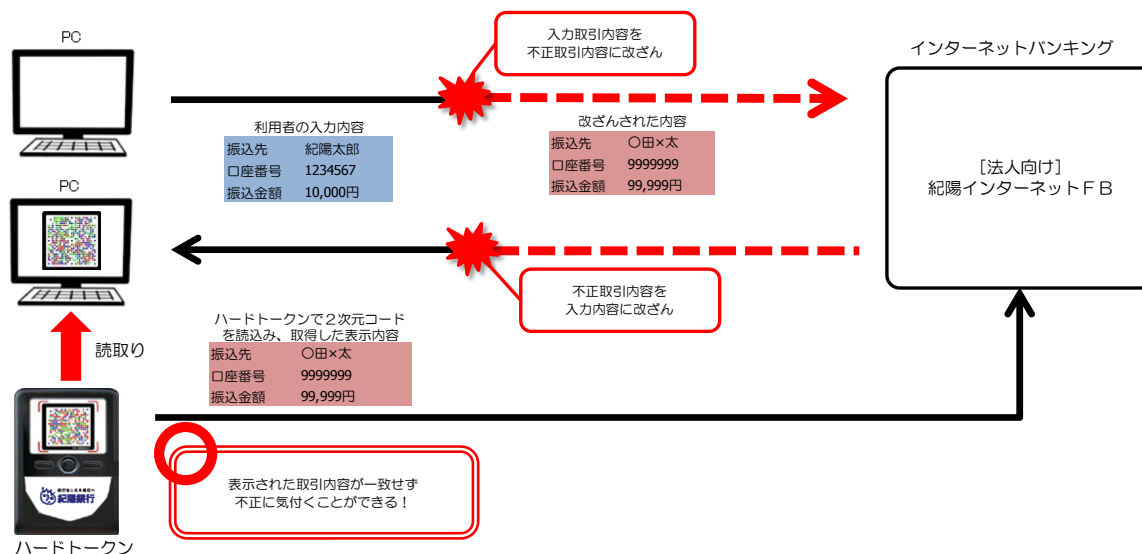 PC
入力取引内容を
不正取引内容に改ざん
インターネットバンキング
利用者の入力内容
振込先 紀陽太郎
口座番号 1234567
振込金額 10,000円
改ざんされた内容
振込先 〇田×太
口座番号 9999999
振込金額 99,999円
[法人向け]
紀陽インターネットFB
PC
不正取引内容を
入力内容に改ざん
ハードトークンで２次元コード
を読込み、取得した表示内容
振込先 〇田×太
口座番号 9999999
振込金額 99,999円
読取り
紀陽銀行
表示された取引内容が一致せず
不正に気付くことができる！
ハードトークン